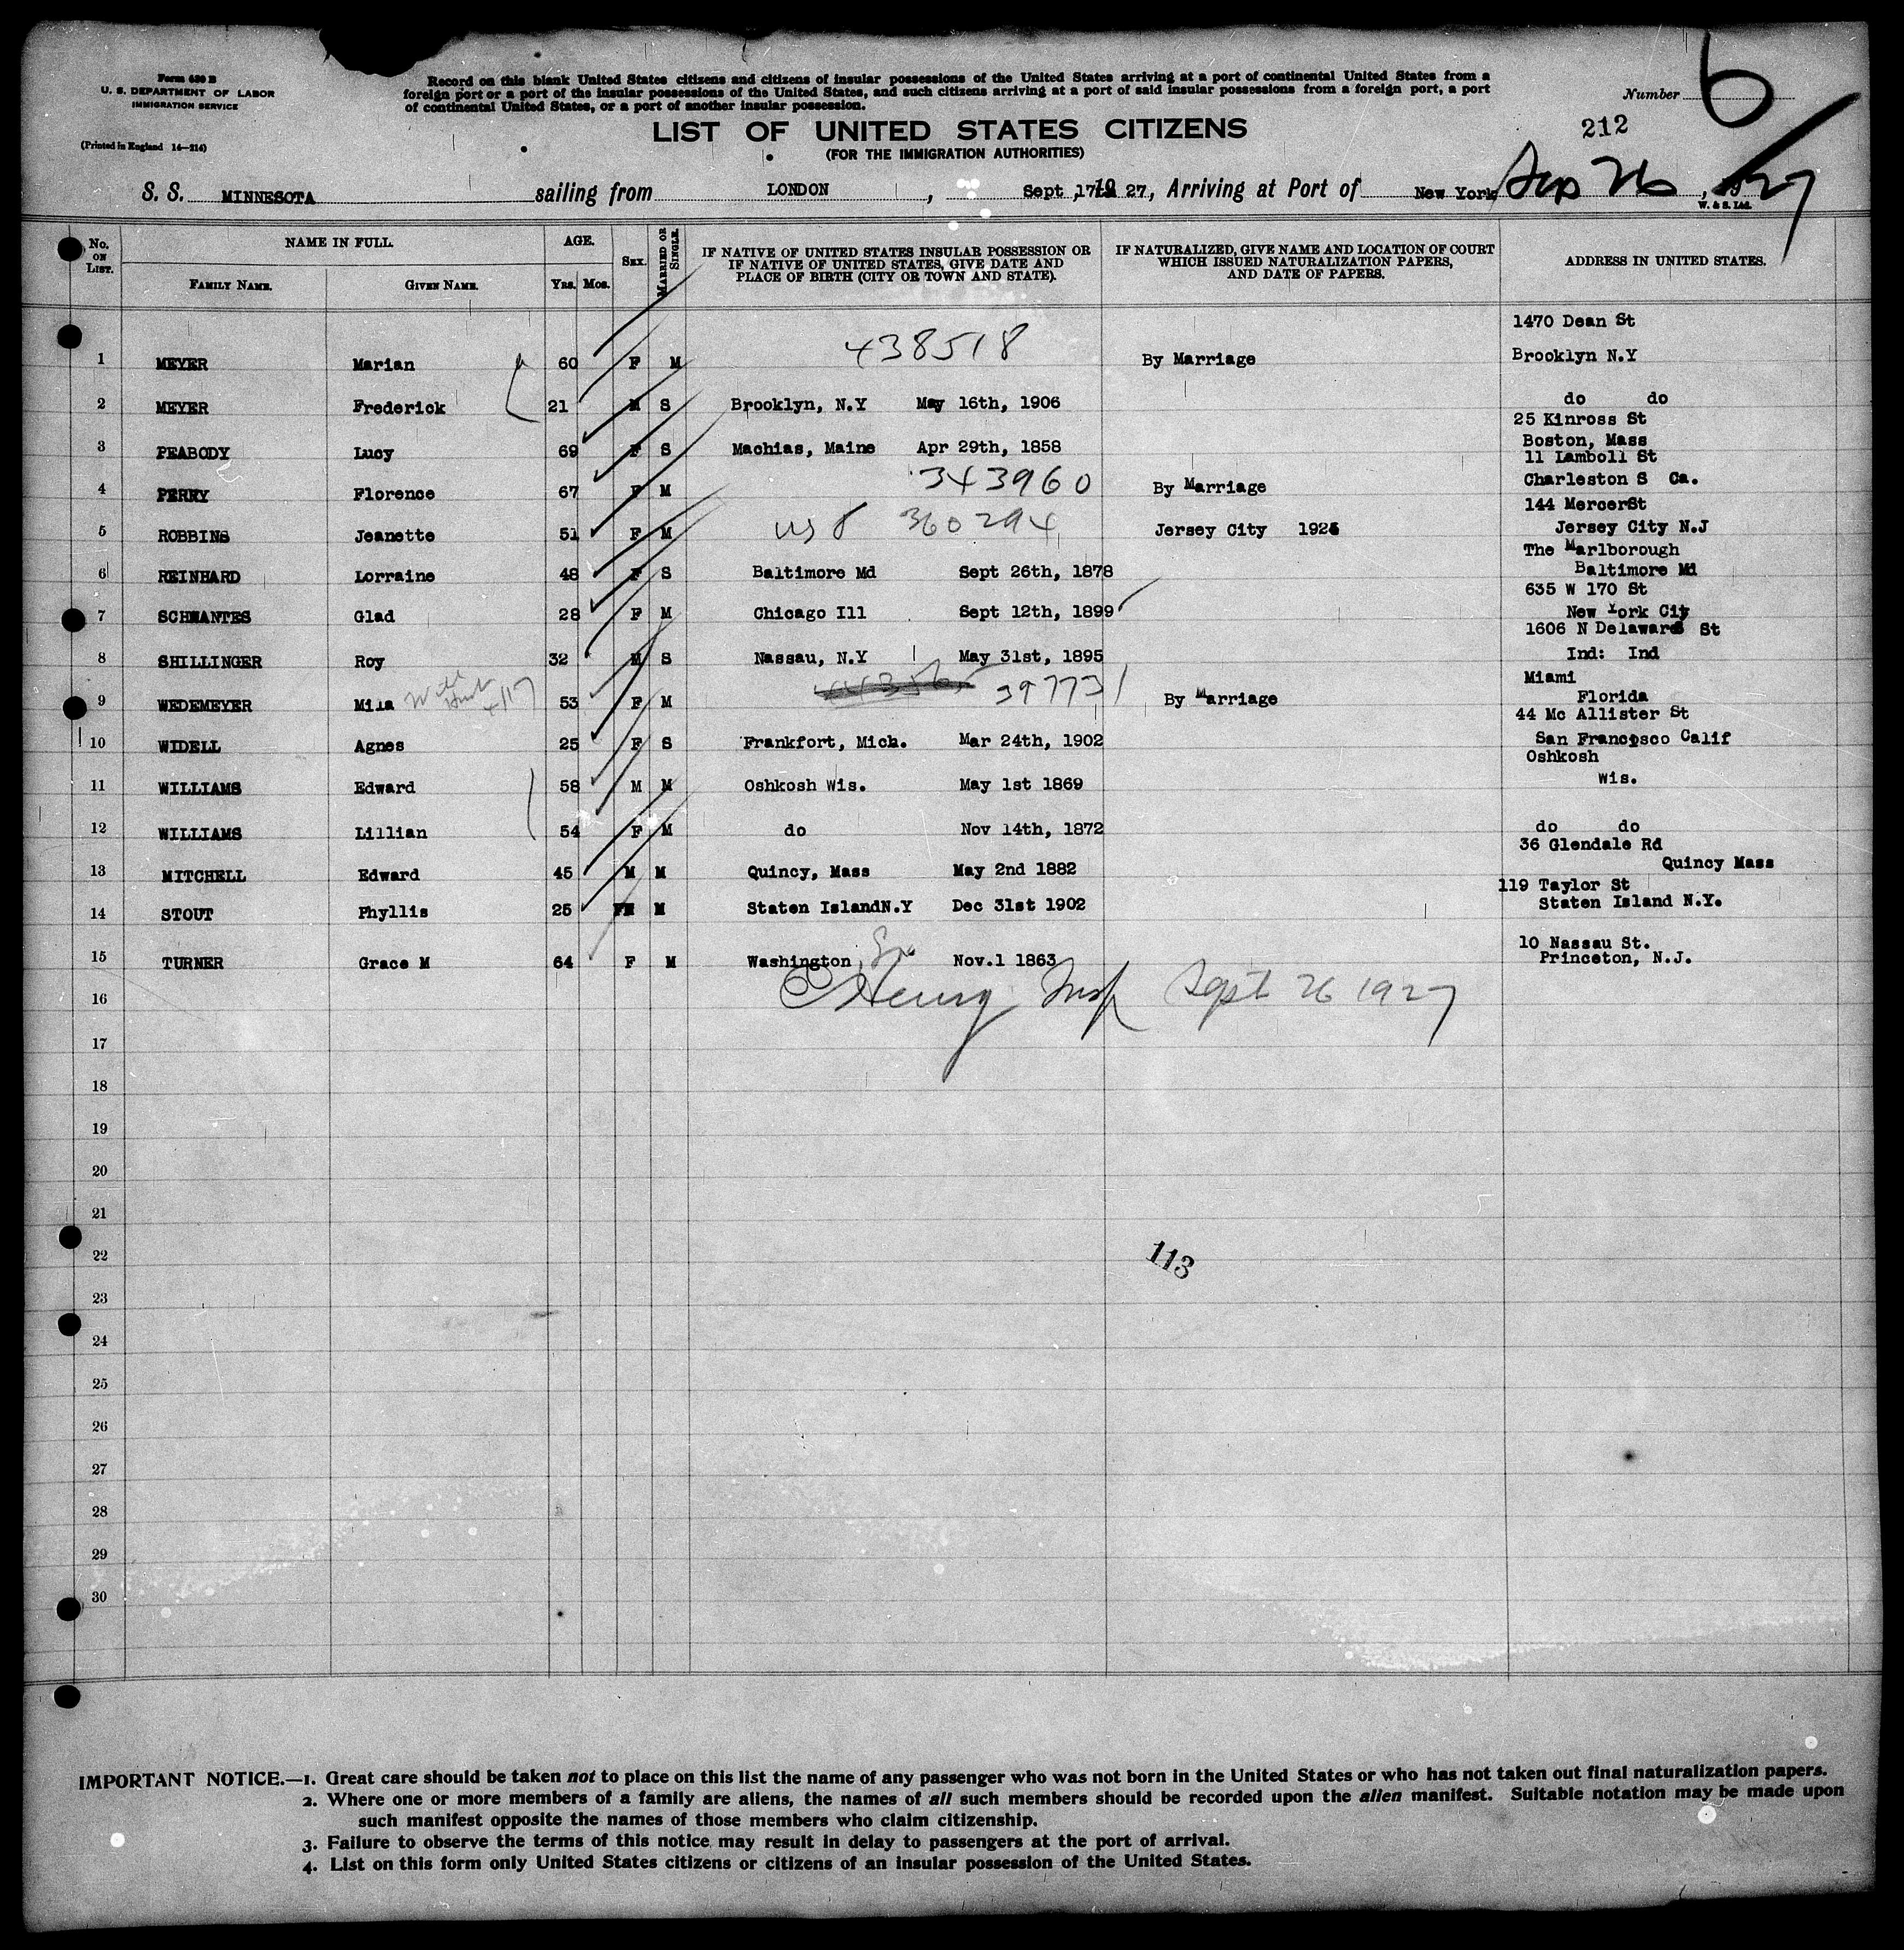 Form 630 B
U. S. DEPARTMENT OF LABOR
IMMIGRATION SERVICE
(Printed in England 14—214)
Record on this blank United States citizens and citizens of insular possessions of the United States arriving at a port of continental United States from a
foreign port or a port of the insular possessions of the United States, and such citizens arriving at a port of said insular possessions from a foreign port, a port
of continental United States, or a port of another insular possession.
Number 6
212
LIST OF UNITED STATES CITIZENS
(FOR THE IMMIGRATION AUTHORITIES)
S. S. MINNESOTA sailing from LONDON, Sept 17th 19 27, Arriving at Port of New York Sep 26, 1927
W. & S. Ltd.
No. ON LIST. NAME IN FULL. AGE. SEX. MARRIED OR SINGLE. IF NATIVE OF UNITED STATES INSULAR POSSESSION OR IF NATIVE OF UNITED STATES, GIVE DATE AND PLACE OF BIRTH (CITY OR TOWN AND STATE). IF NATURALIZED, GIVE NAME AND LOCATION OF COURT WHICH ISSUED NATURALIZATION PAPERS, AND DATE OF PAPERS. ADDRESS IN UNITED STATES.
FAMILY NAME. GIVEN NAME. YRS. MOS.
1470 Dean St
1 MEYER Marian 60 F M 438518 By Marriage Brooklyn N.Y
2 MEYER Frederick 21 M S Brooklyn, N.Y May 16th, 1906 do do
25 Kinross St
3 PEABODY Lucy 69 F S Machias, Maine Apr 29th, 1858 Boston, Mass
11 Lamboll St
4 PERRY Florence 67 F M 343960 By Marriage Charleston S Ca.
144 MercerSt
5 ROBBINS Jeanette 51 F M us 360294 Jersey City 1925 Jersey City N.J
The Marlborough
6 REINHARD Lorraine 48 F S Baltimore Md Sept 26th, 1878 Baltimore Md
635 W 170 St
7 SCHWANTES Glad 28 F M Chicago Ill Sept 12th, 1899 New York City
1606 N Delaware St
8 SHILLINGER Roy 32 M S Nassau, N.Y May 31st, 1895 Ind: Ind
Miami
9 WEDEMEYER Mila 53 F M 397731 By Marriage Florida
44 Mc Allister St
10 WIDELL Agnes 25 F S Frankfort, Mich. Mar 24th, 1902 San Francisco Calif
Oshkosh
11 WILLIAMS Edward 58 M M Oshkosh Wis. May 1st 1869 Wis.
12 WILLIAMS Lillian 54 F M do Nov 14th, 1872 do do
36 Glendale Rd
13 MITCHELL Edward 45 M M Quincy, Mass May 2nd 1882 Quincy Mass
119 Taylor St
14 STOUT Phyllis 25 F M Staten IslandN.Y Dec 31st 1902 Staten Island N.Y.
10 Nassau St.
15 TURNER Grace M 64 F M Washington Nov.1 1863 Princeton, N.J.
16 Henry Insp Sept 26 1927
17
18
19
20
21
22
113
23
24
25
26
27
28
29
30
IMPORTANT NOTICE.—1. Great care should be taken not to place on this list the name of any passenger who was not born in the United States or who has not taken out final naturalization papers.
2. Where one or more members of a family are aliens, the names of all such members should be recorded upon the alien manifest. Suitable notation may be made upon
such manifest opposite the names of those members who claim citizenship.
3. Failure to observe the terms of this notice may result in delay to passengers at the port of arrival.
4. List on this form only United States citizens or citizens of an insular possession of the United States.